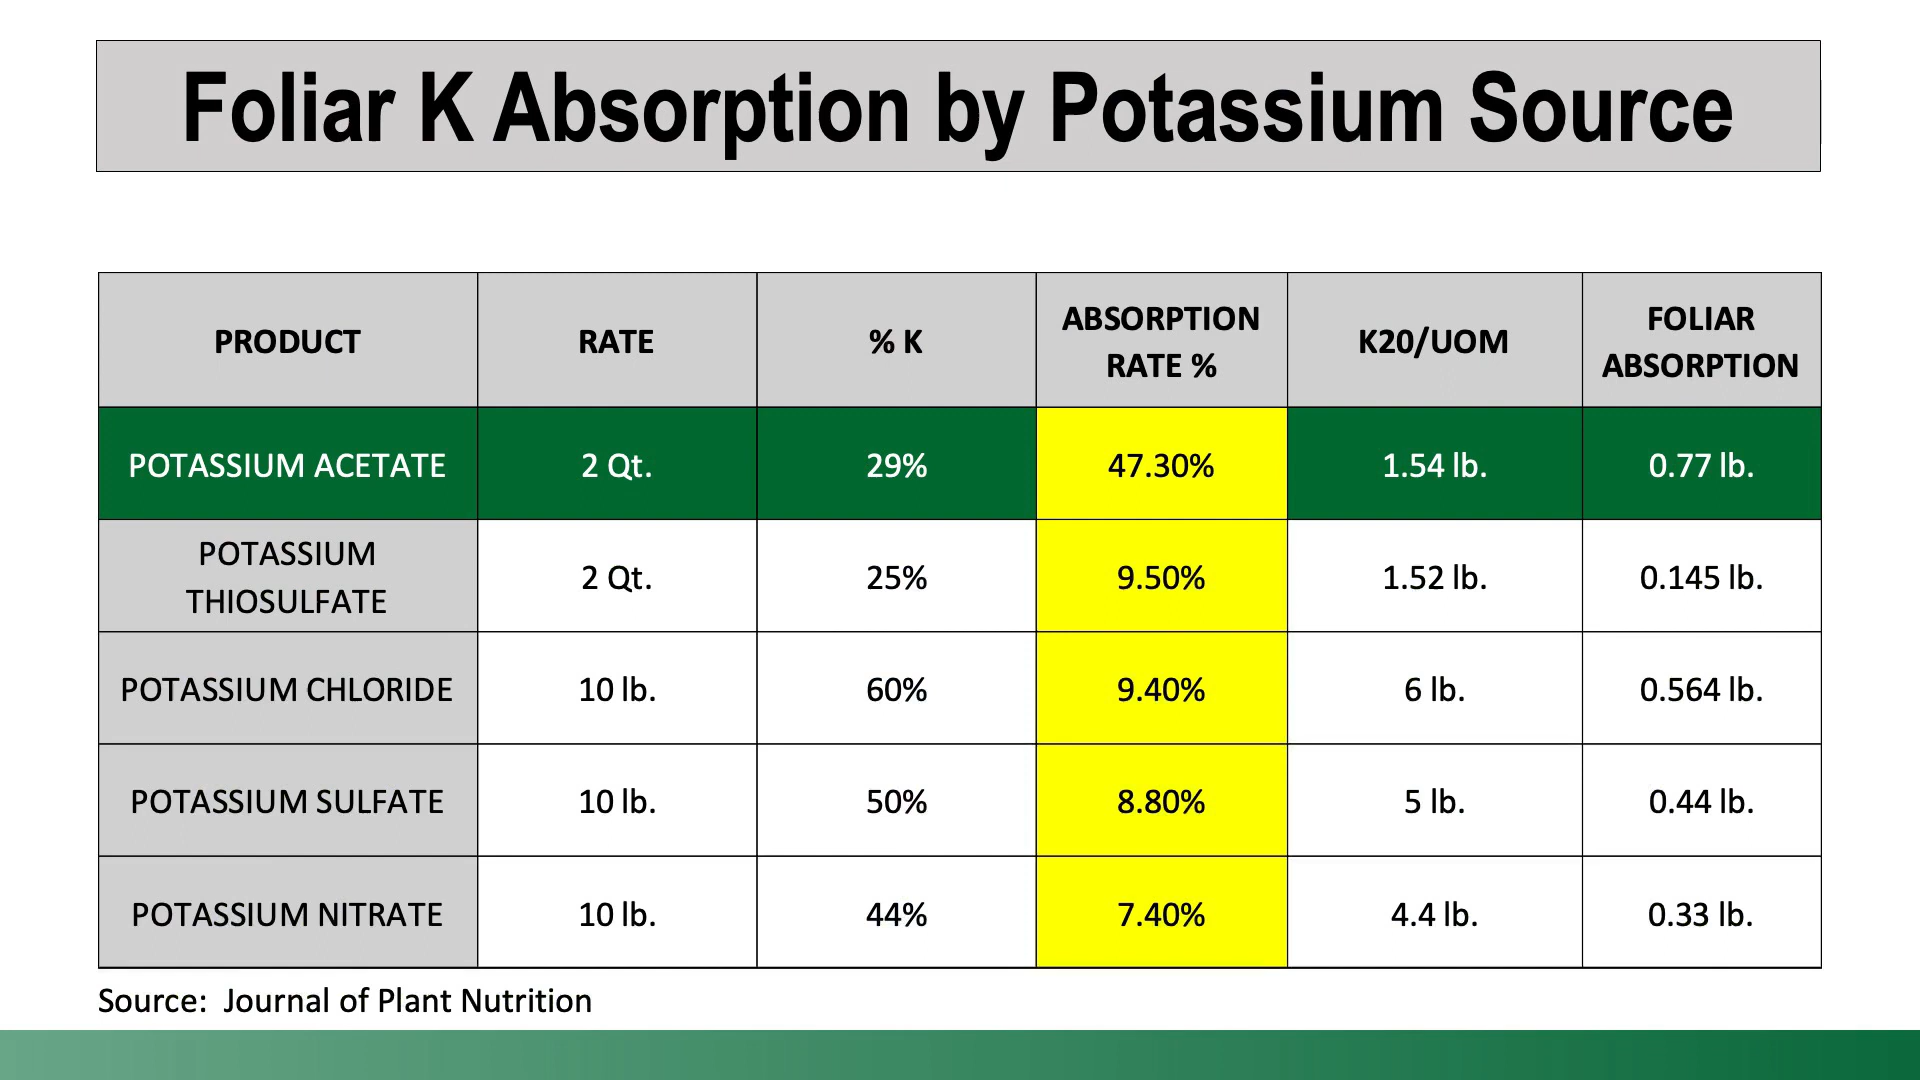 Foliar K Absorption by Potassium Source
PRODUCT RATE % K ABSORPTION RATE % K20/UOM FOLIAR ABSORPTION
POTASSIUM ACETATE 2 Qt. 29% 47.30% 1.54 lb. 0.77 lb.
POTASSIUM THIOSULFATE 2 Qt. 25% 9.50% 1.52 lb. 0.145 lb.
POTASSIUM CHLORIDE 10 lb. 60% 9.40% 6 lb. 0.564 lb.
POTASSIUM SULFATE 10 lb. 50% 8.80% 5 lb. 0.44 lb.
POTASSIUM NITRATE 10 lb. 44% 7.40% 4.4 lb. 0.33 lb.
Source: Journal of Plant Nutrition